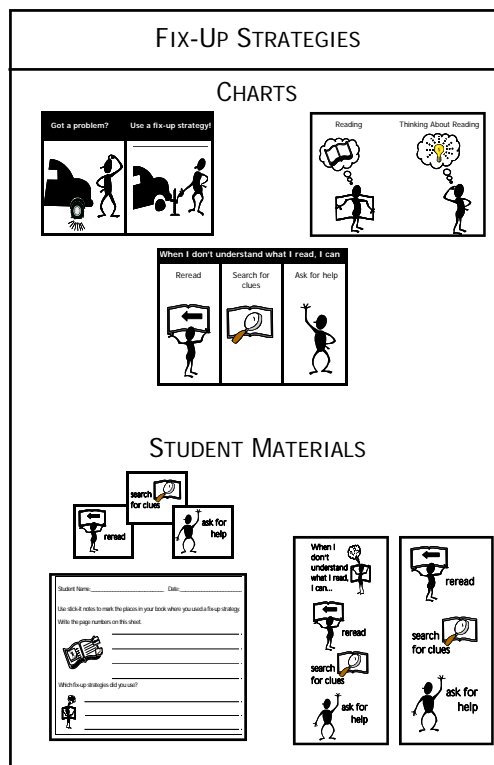 FIX-UP STRATEGIES
CHARTS
Got a problem?
Use a fix-up strategy!
Reading
Thinking About Reading
When I don't understand what I read, I can
Reread
Search for
clues
Ask for help
STUDENT MATERIALS
search
for clues
reread
ask for
help
Student Name: Date:
Use stick-it notes to mark the places in your book where you used a fix-up strategy.
Write the page numbers on this sheet.
Which fix-up strategies did you use?
When I
don't
understand
what I read,
I can...
reread
search
for clues
ask for
help
reread
search
for clues
ask for
help